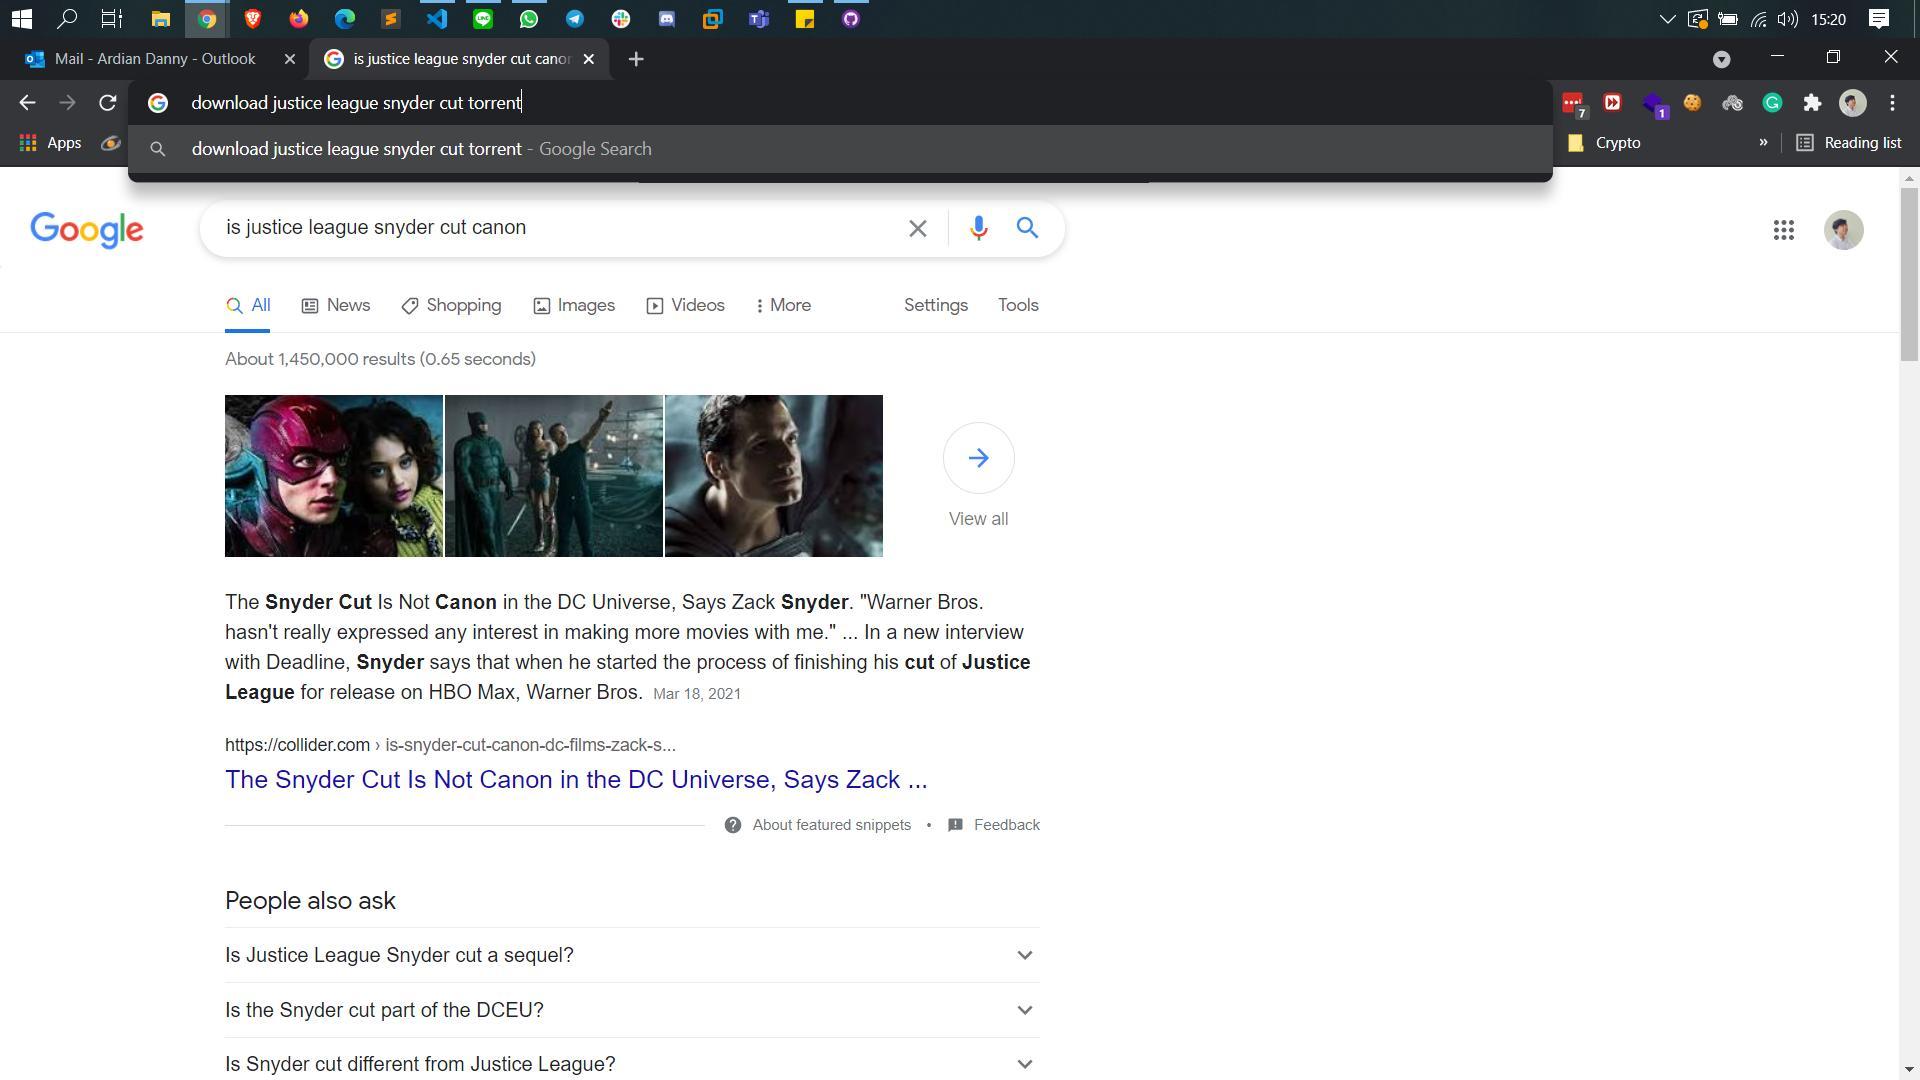 15:20
Mail - Ardian Danny - Outlook
is justice league snyder cut canon
download justice league snyder cut torrent
7
1
Apps
download justice league snyder cut torrent - Google Search
Crypto
»
Reading list
Google
is justice league snyder cut canon
All
News
Shopping
Images
Videos
More
Settings
Tools
About 1,450,000 results (0.65 seconds)
View all
The Snyder Cut Is Not Canon in the DC Universe, Says Zack Snyder. "Warner Bros.
hasn't really expressed any interest in making more movies with me." ... In a new interview
with Deadline, Snyder says that when he started the process of finishing his cut of Justice
League for release on HBO Max, Warner Bros. Mar 18, 2021
https://collider.com › is-snyder-cut-canon-dc-films-zack-s...
The Snyder Cut Is Not Canon in the DC Universe, Says Zack ...
About featured snippets • Feedback
People also ask
Is Justice League Snyder cut a sequel?
Is the Snyder cut part of the DCEU?
Is Snyder cut different from Justice League?